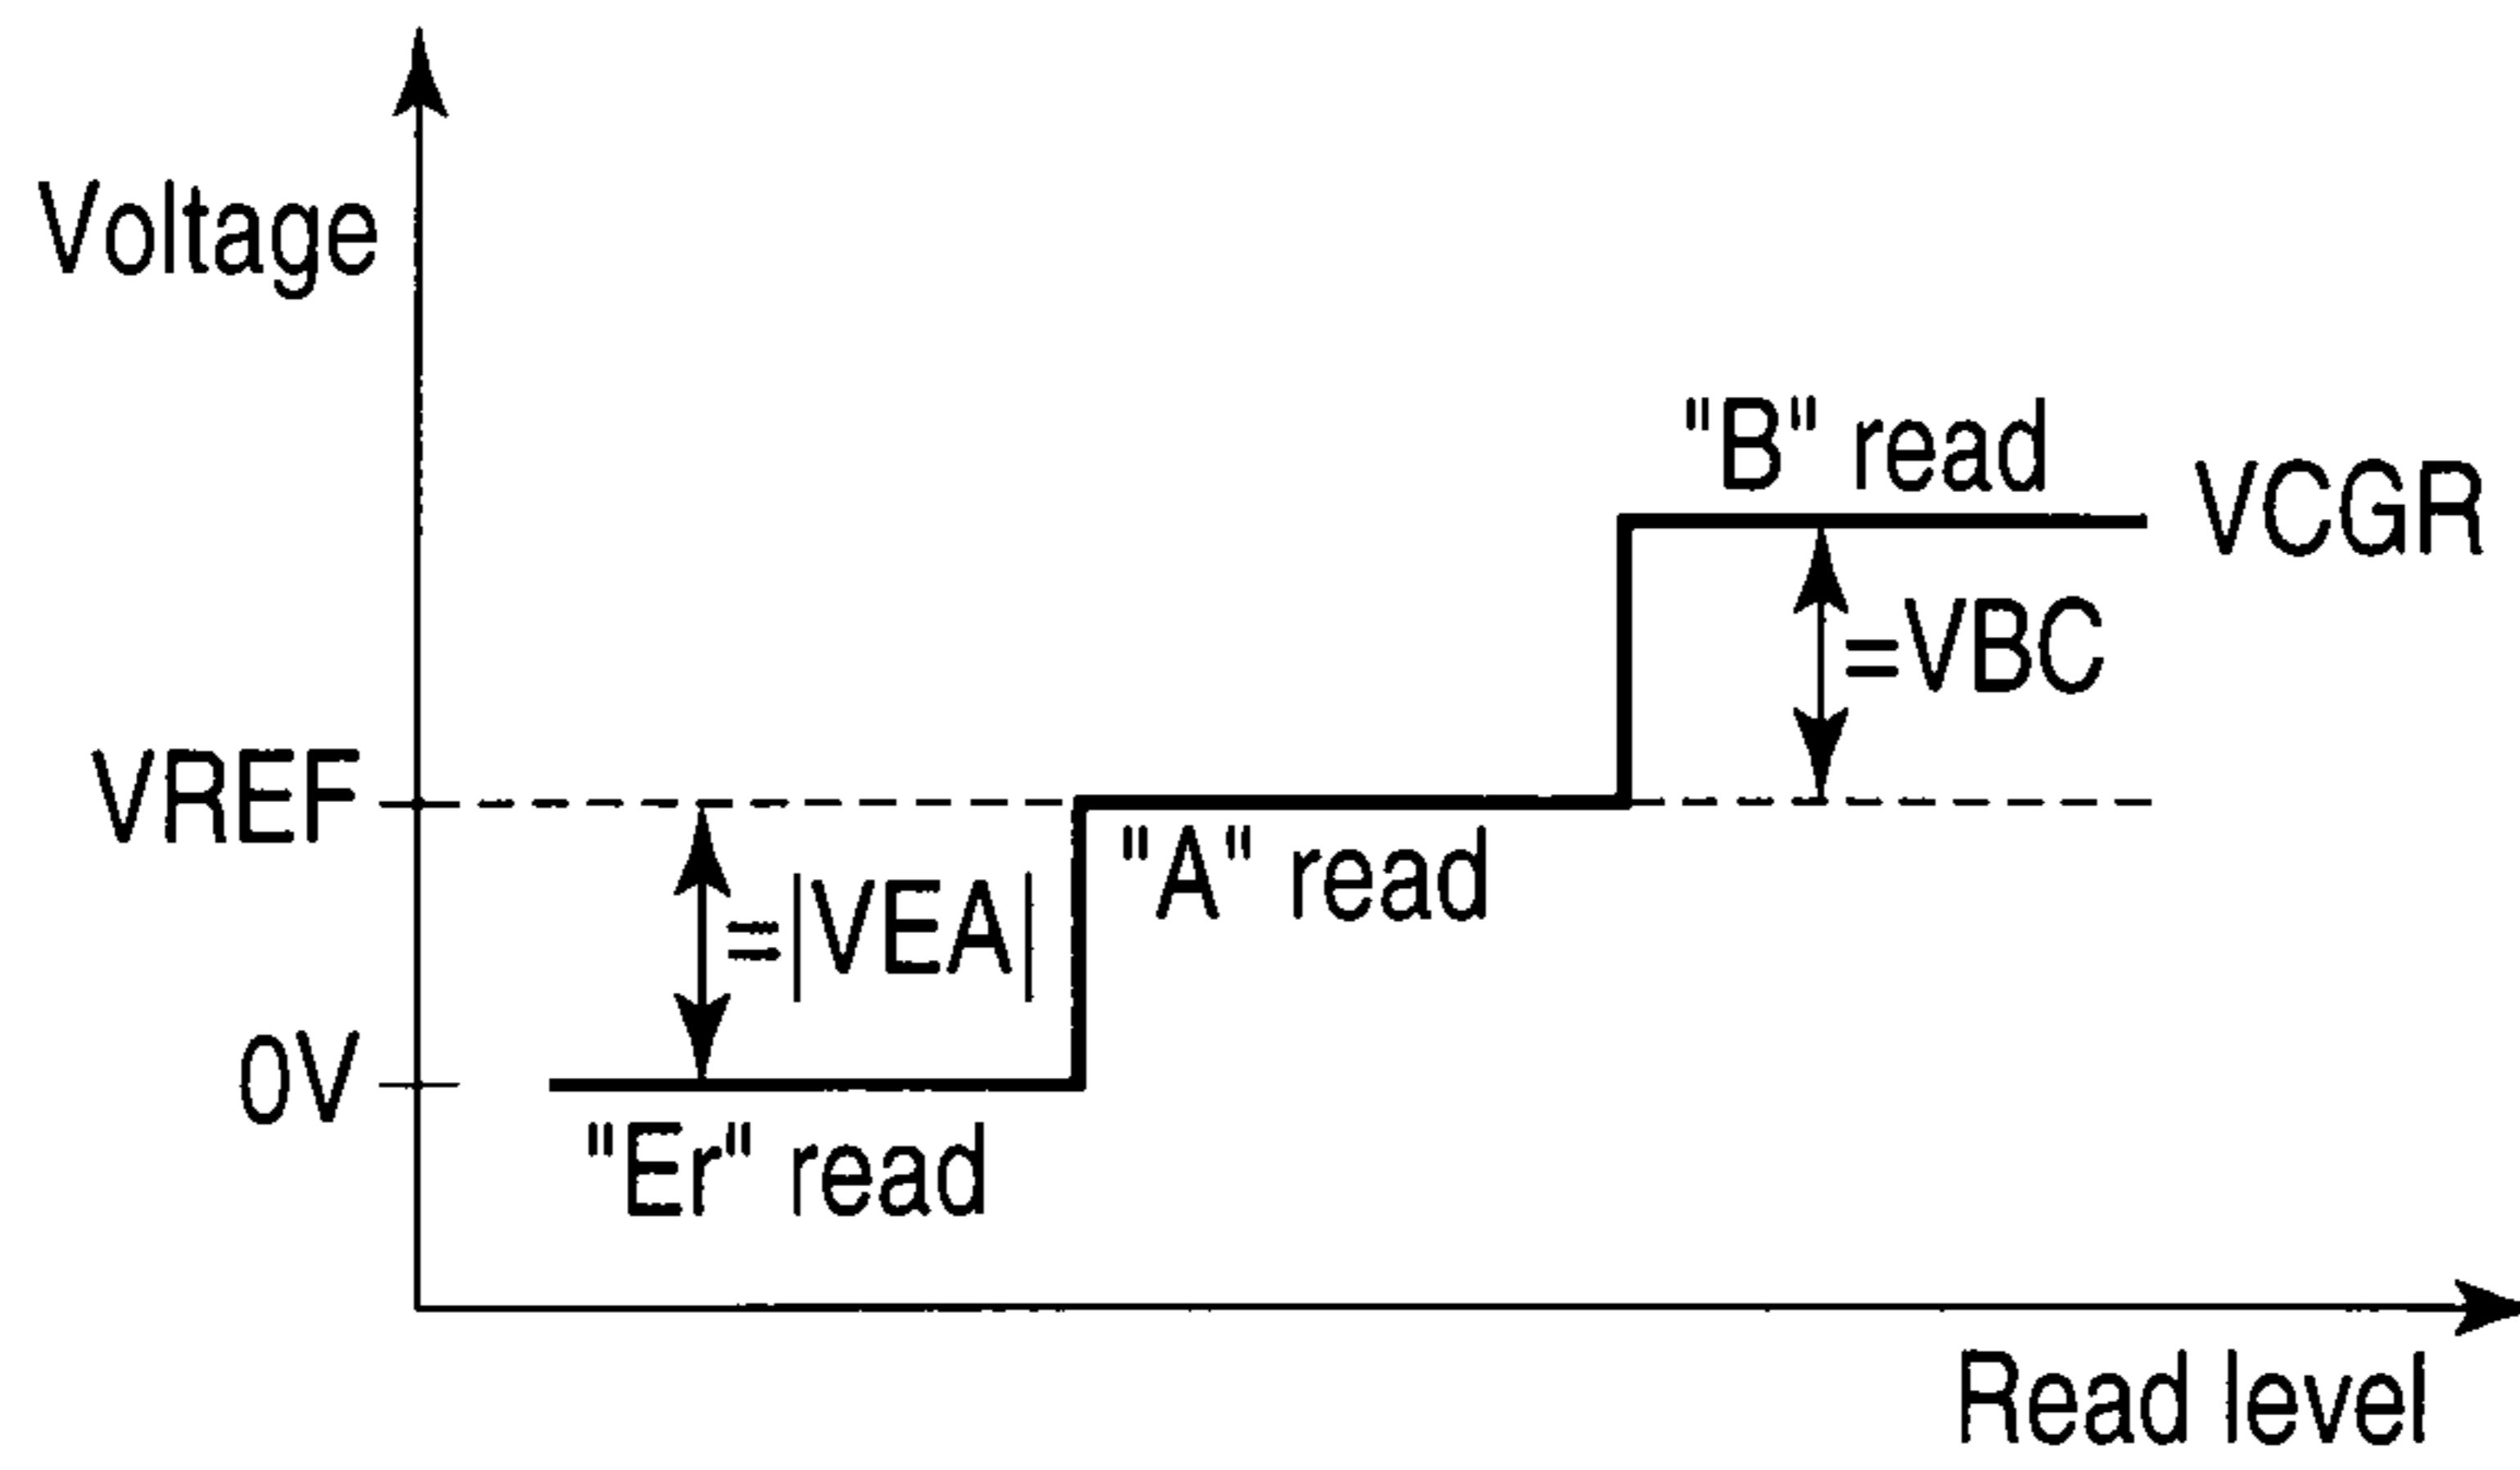 Voltage
"B" read
VCGR
=VBC
VREF
"A" read
=|VEA|
0V
"Er" read
Read level